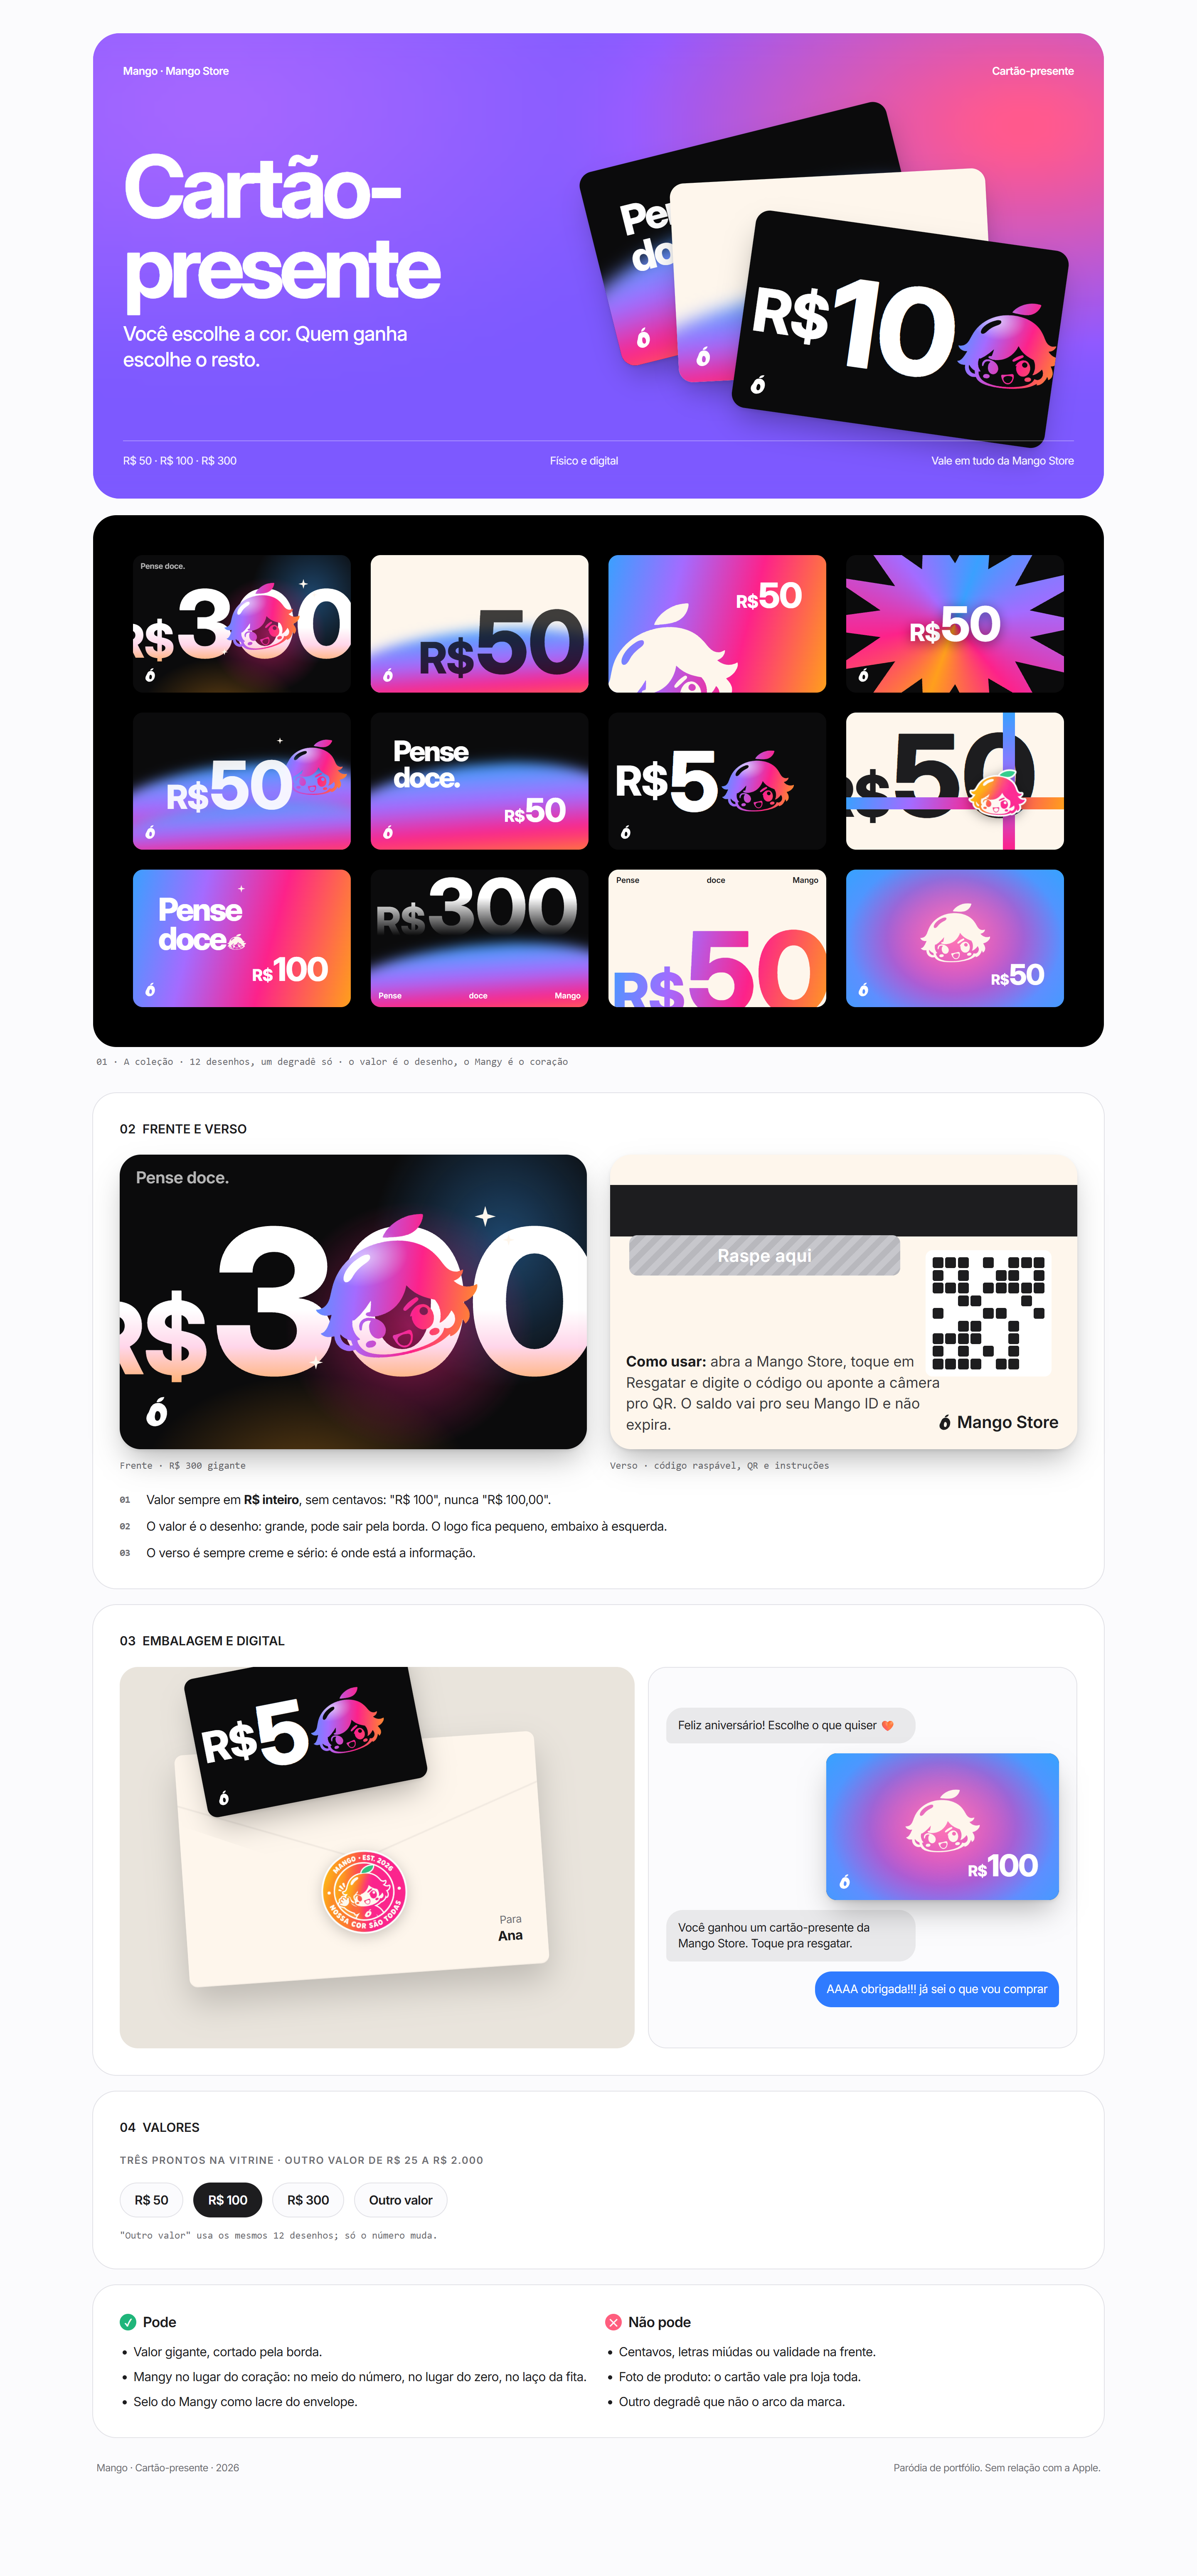 Mango · Mango Store
Cartão-presente
Cartão-
presente
Você escolhe a cor. Quem ganha
escolhe o resto.
R$10
R$ 50 · R$ 100 · R$ 300
Físico e digital
Vale em tudo da Mango Store
Pense doce.
R$300
R$50
R$50
R$50
R$50
Pense
doce.
R$50
R$5
R$50
Pense
doce
R$100
R$300
Pense doce Mango
Pense doce Mango
R$50
R$50
01 · A coleção · 12 desenhos, um degradê só · o valor é o desenho, o Mangy é o coração
02 FRENTE E VERSO
Pense doce.
R$300
Raspe aqui
Como usar: abra a Mango Store, toque em
Resgatar e digite o código ou aponte a câmera
pro QR. O saldo vai pro seu Mango ID e não
expira.
Mango Store
Frente · R$ 300 gigante
Verso · código raspável, QR e instruções
01 Valor sempre em R$ inteiro, sem centavos: "R$ 100", nunca "R$ 100,00".
02 O valor é o desenho: grande, pode sair pela borda. O logo fica pequeno, embaixo à esquerda.
03 O verso é sempre creme e sério: é onde está a informação.
03 EMBALAGEM E DIGITAL
R$5
MANGO · EST. 2026
NOSSA COR SÃO TODAS
Para
Ana
Feliz aniversário! Escolhe o que quiser 🧡
R$100
Você ganhou um cartão-presente da
Mango Store. Toque pra resgatar.
AAAA obrigada!!! já sei o que vou comprar
04 VALORES
TRÊS PRONTOS NA VITRINE · OUTRO VALOR DE R$ 25 A R$ 2.000
R$ 50
R$ 100
R$ 300
Outro valor
"Outro valor" usa os mesmos 12 desenhos; só o número muda.
Pode
• Valor gigante, cortado pela borda.
• Mangy no lugar do coração: no meio do número, no lugar do zero, no laço da fita.
• Selo do Mangy como lacre do envelope.
Não pode
• Centavos, letras miúdas ou validade na frente.
• Foto de produto: o cartão vale pra loja toda.
• Outro degradê que não o arco da marca.
Mango · Cartão-presente · 2026
Paródia de portfólio. Sem relação com a Apple.